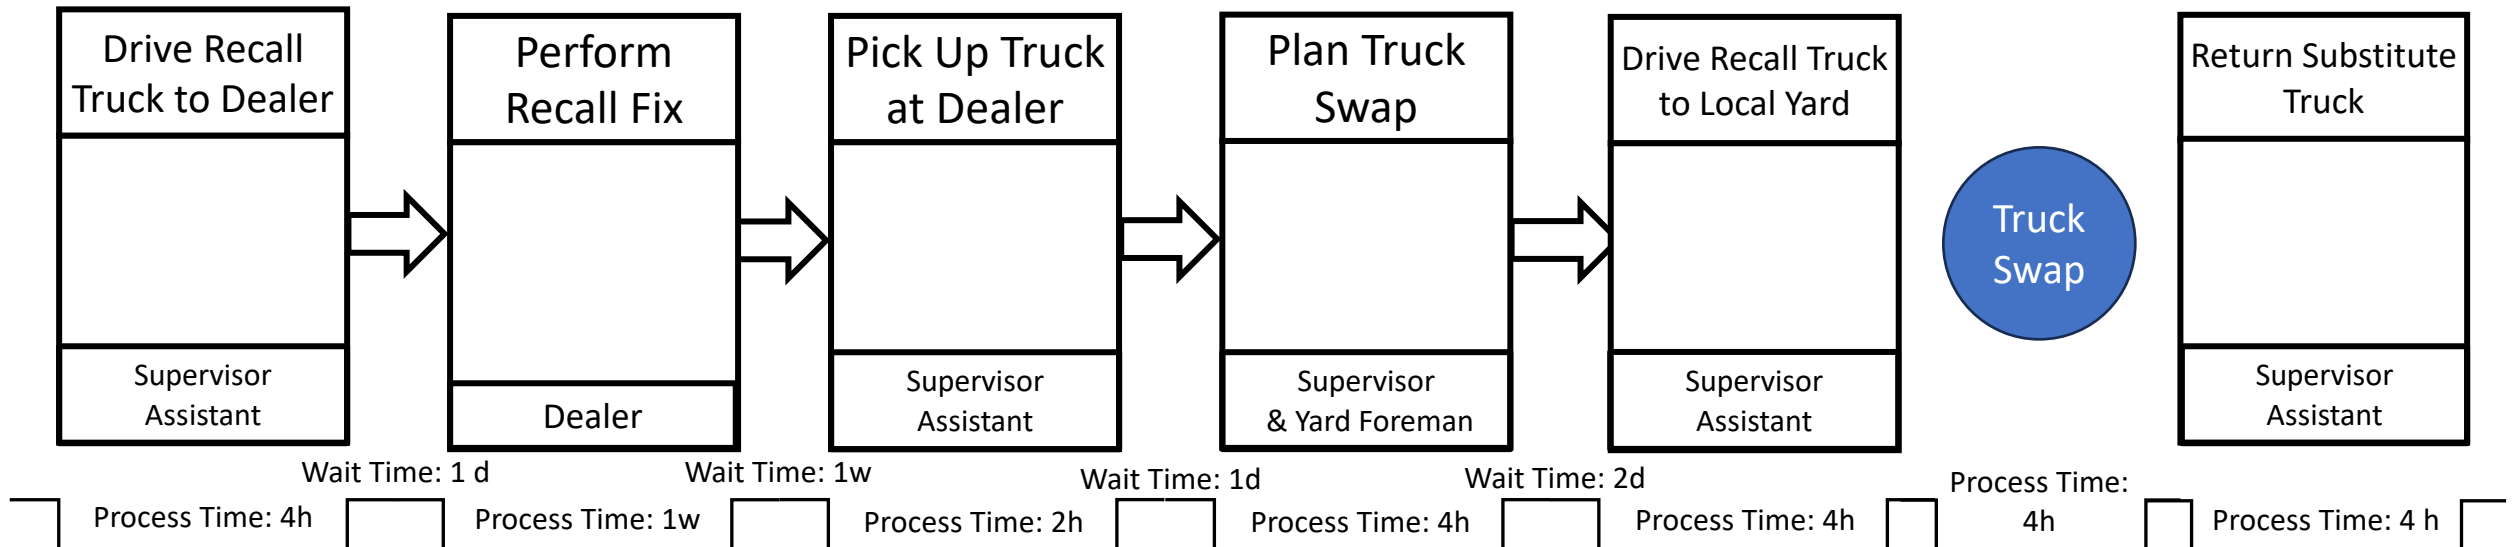 Drive Recall
Truck to Dealer
Supervisor
Assistant
Perform
Recall Fix
Dealer
Pick Up Truck
at Dealer
Supervisor
Assistant
Plan Truck
Swap
Supervisor
& Yard Foreman
Drive Recall Truck
to Local Yard
Supervisor
Assistant
Truck
Swap
Return Substitute
Truck
Supervisor
Assistant
Wait Time: 1 d
Wait Time: 1w
Wait Time: 1d
Wait Time: 2d
Process Time: 4h
Process Time: 1w
Process Time: 2h
Process Time: 4h
Process Time: 4h
Process Time:
4h
Process Time: 4 h